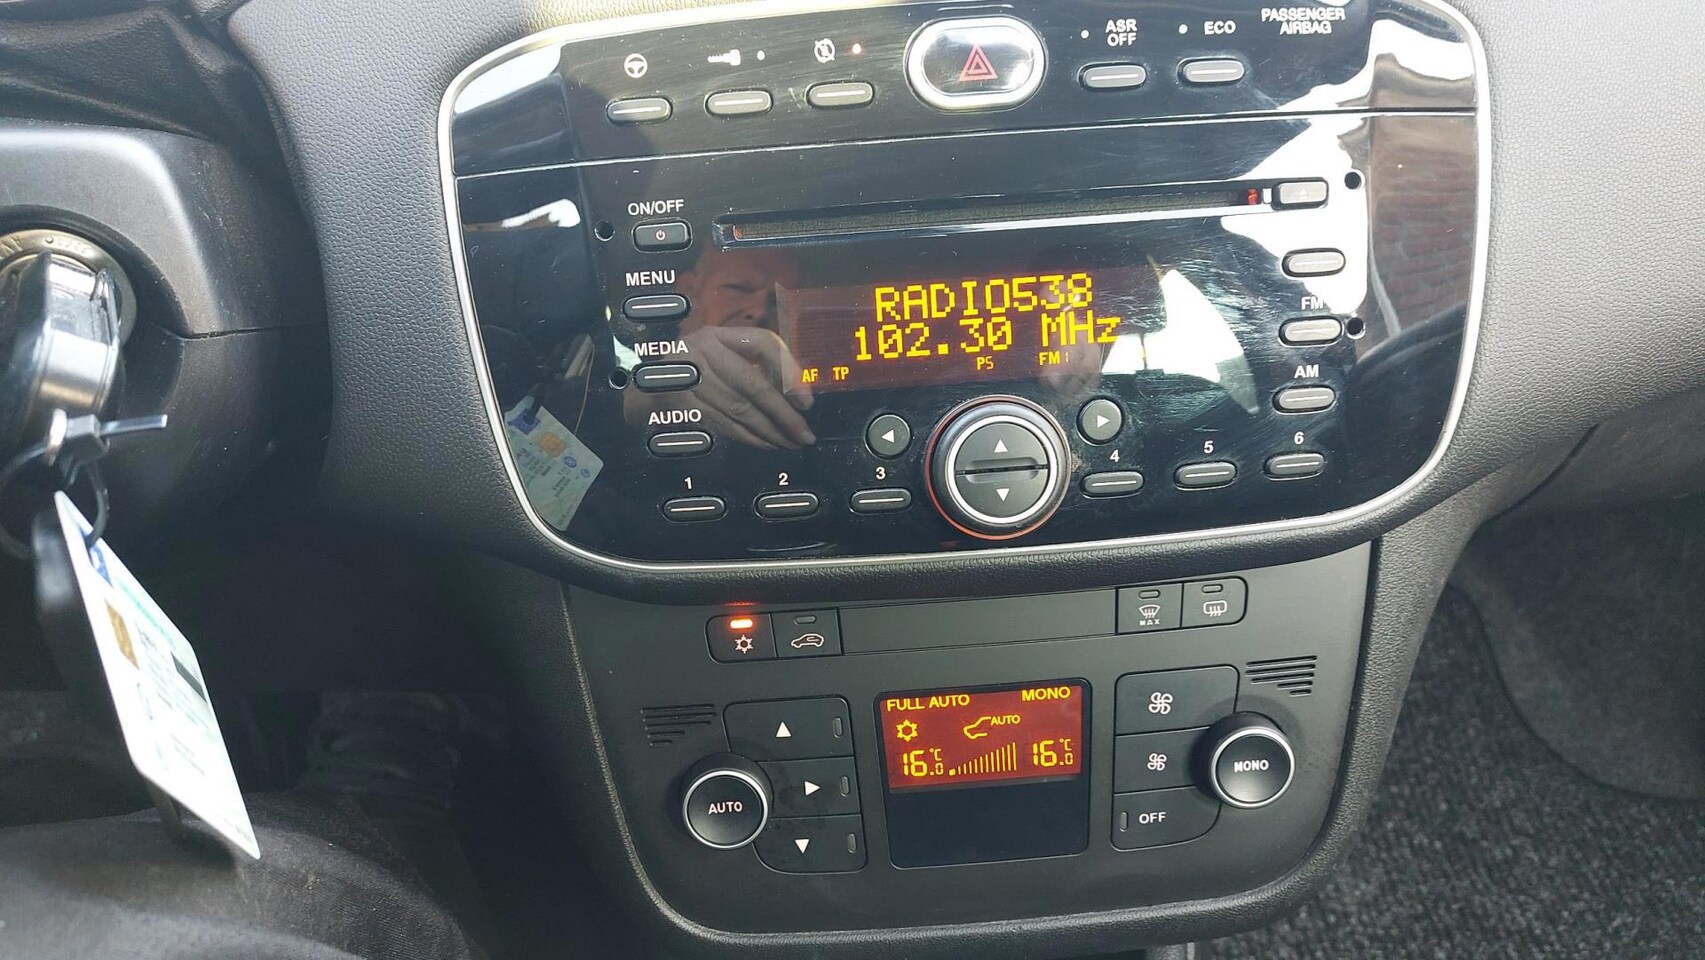 ASR
OFF
ECO
PASSENGER
AIRBAG
ON/OFF
MENU
MEDIA
AUDIO
RADIO538
102.30 MHz
AF TP PS FM
FM
AM
1 2 3 4 5 6
MAX
FULL AUTO MONO
AUTO
16.0 °C 16.0 °C
AUTO
MONO
OFF